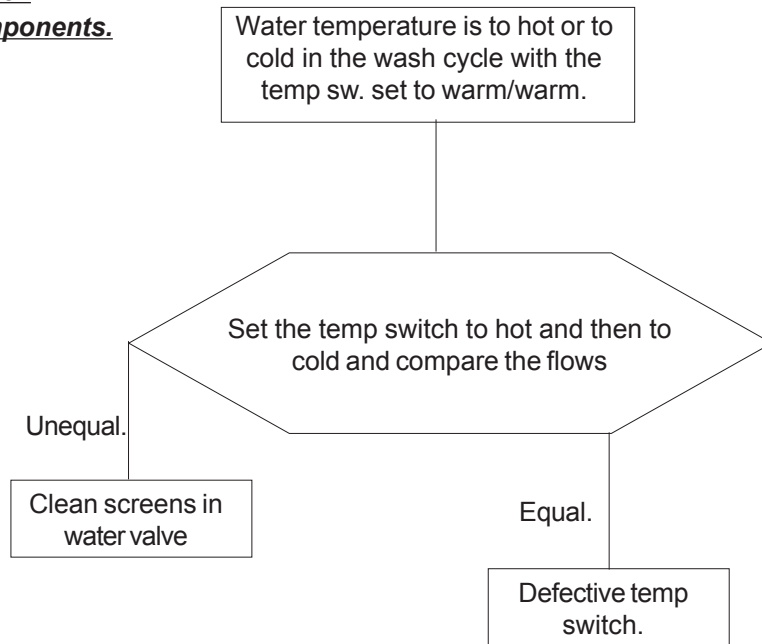 mponents.
Water temperature is to hot or to
cold in the wash cycle with the
temp sw. set to warm/warm.
Set the temp switch to hot and then to
cold and compare the flows
Unequal.
Clean screens in
water valve
Equal.
Defective temp
switch.